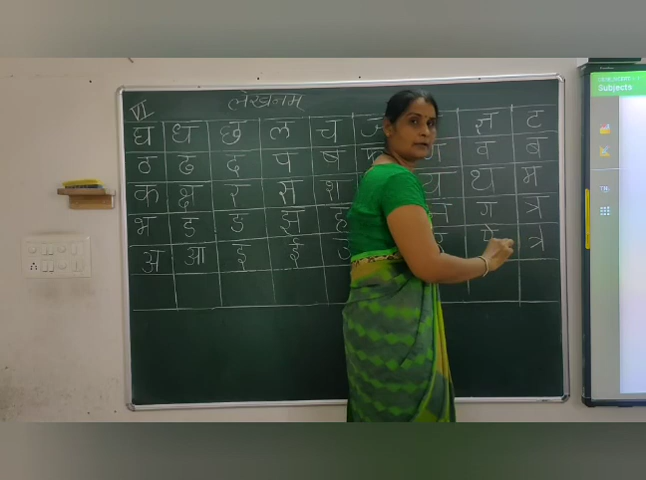 VI
लेखनम्
घ ध छ ल च ज्ञ ट
ठ ढ द प ष व ब
क क्ष र स श य थ म
भ ड ङ झ ह ग त्र
अ आ इ ई ऐ त्र
Subjects